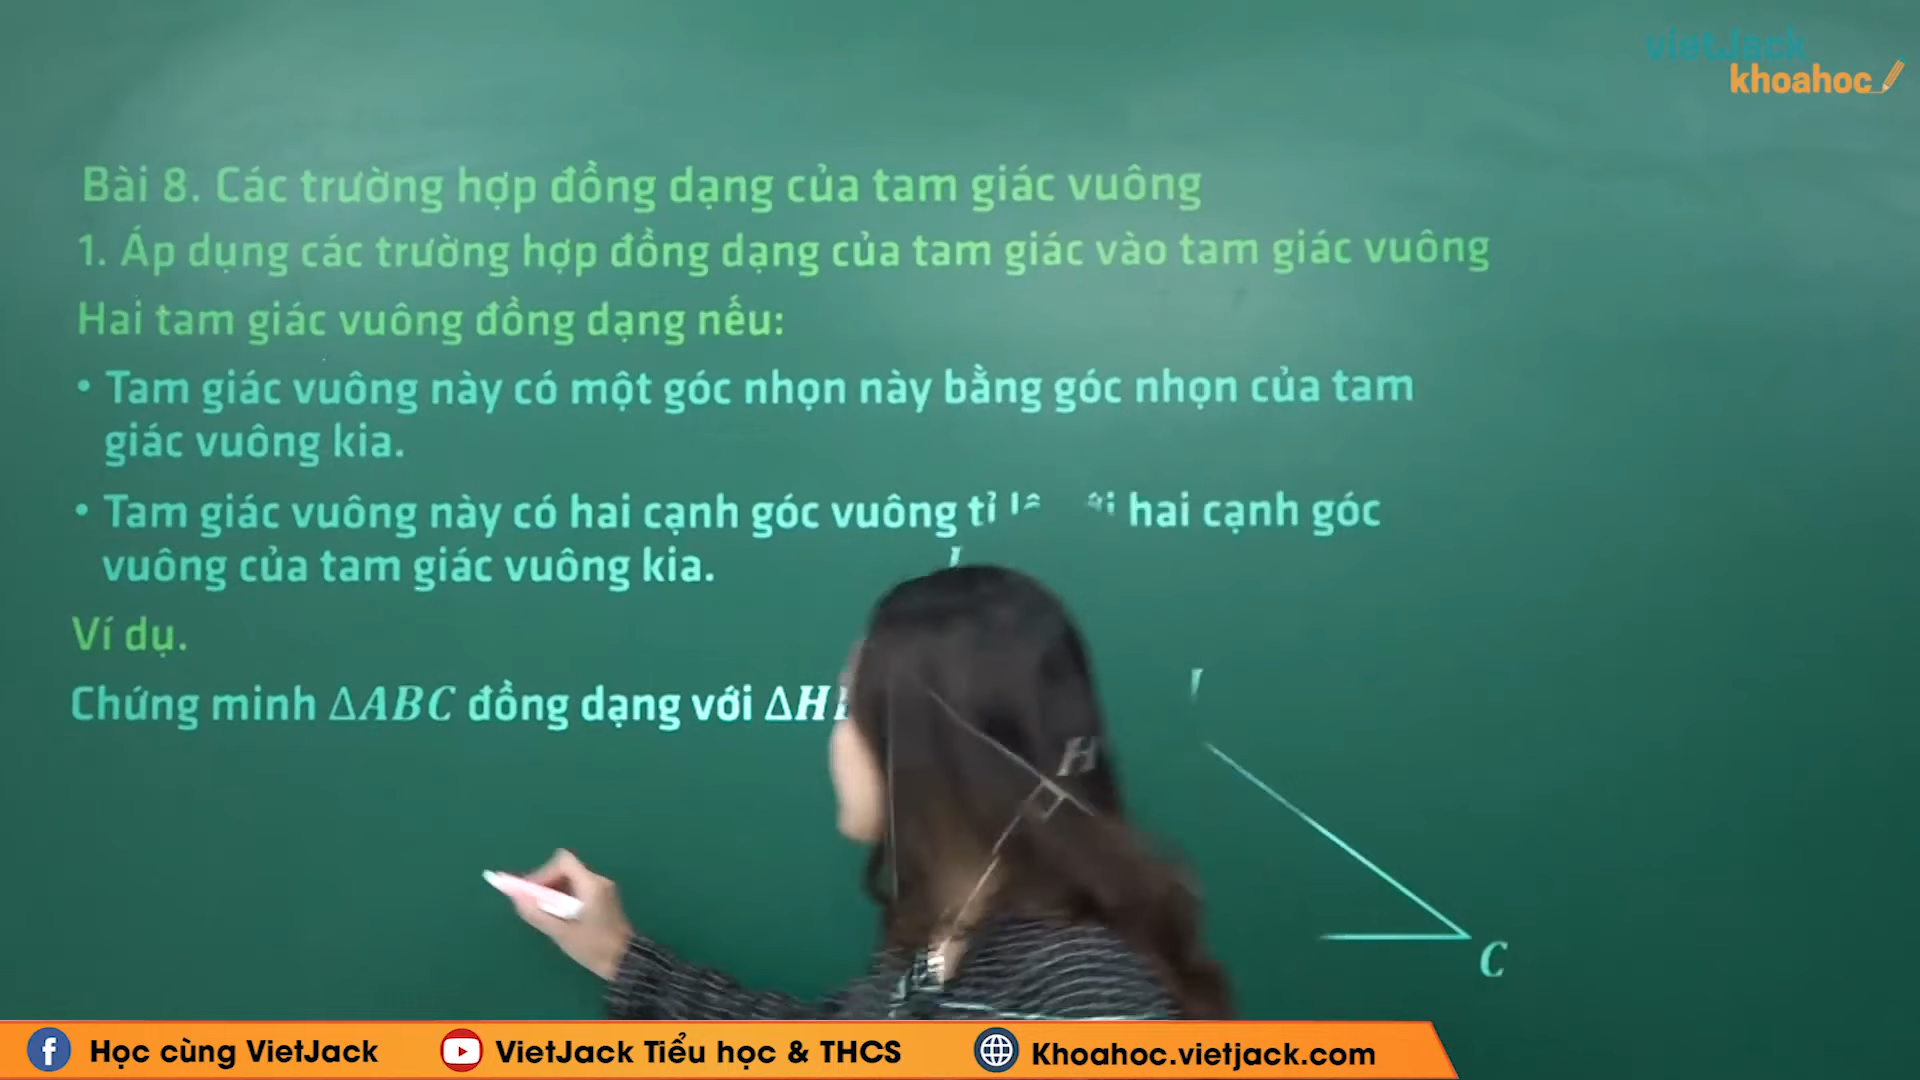 vietJack
khoahoc
Bài 8. Các trường hợp đồng dạng của tam giác vuông
1. Áp dụng các trường hợp đồng dạng của tam giác vào tam giác vuông
Hai tam giác vuông đồng dạng nếu:
• Tam giác vuông này có một góc nhọn này bằng góc nhọn của tam
giác vuông kia.
• Tam giác vuông này có hai cạnh góc vuông tỉ hai cạnh góc
vuông của tam giác vuông kia.
Ví dụ.
Chứng minh ΔABC đồng dạng với ΔH
H
C
Học cùng VietJack
VietJack Tiểu học & THCS
Khoahoc.vietjack.com